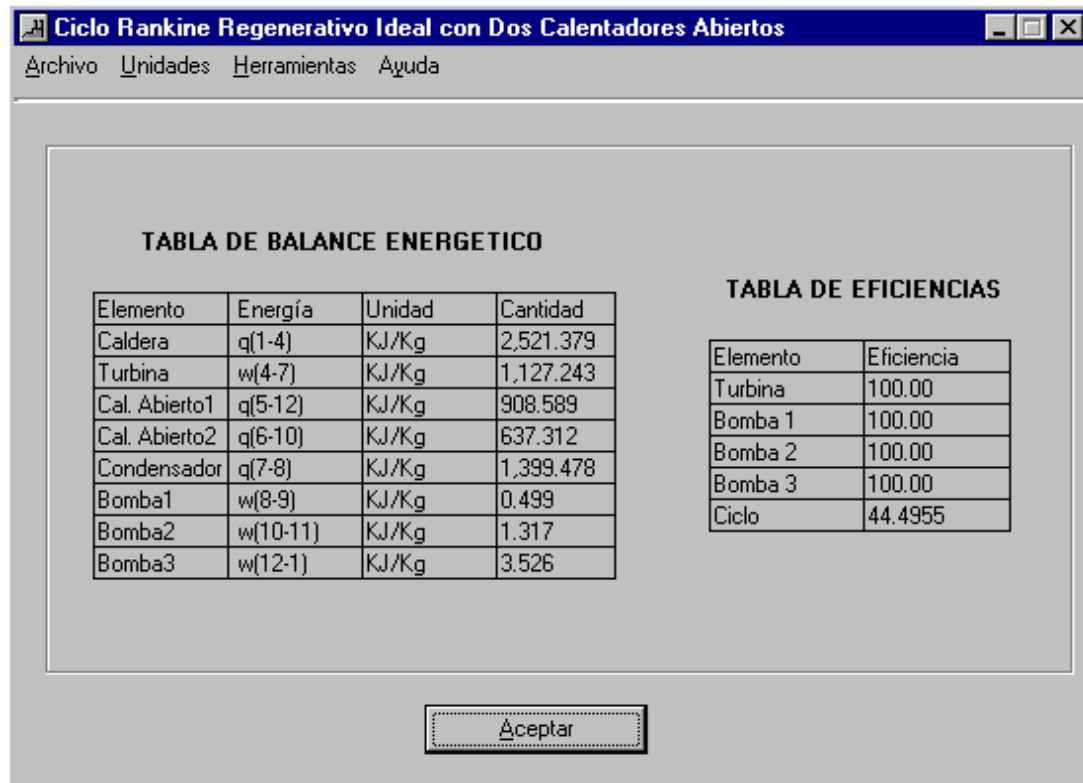 Ciclo Rankine Regenerativo Ideal con Dos Calentadores Abiertos
Archivo Unidades Herramientas Ayuda
TABLA DE BALANCE ENERGETICO
Elemento Energía Unidad Cantidad
Caldera q(1-4) KJ/Kg 2,521.379
Turbina w(4-7) KJ/Kg 1,127.243
Cal. Abierto1 q(5-12) KJ/Kg 908.589
Cal. Abierto2 q(6-10) KJ/Kg 637.312
Condensador q(7-8) KJ/Kg 1,399.478
Bomba1 w(8-9) KJ/Kg 0.499
Bomba2 w(10-11) KJ/Kg 1.317
Bomba3 w(12-1) KJ/Kg 3.526
TABLA DE EFICIENCIAS
Elemento Eficiencia
Turbina 100.00
Bomba 1 100.00
Bomba 2 100.00
Bomba 3 100.00
Ciclo 44.4955
Aceptar